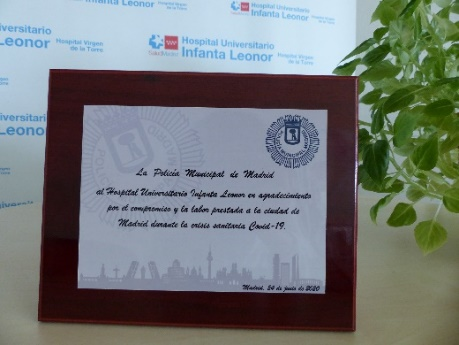 Hospital Universitario
Infanta Leonor
Hospital Virgen
de la Torre
Hospital Universitario
Infanta Leonor
Hospital Universitario
Infanta Leonor
Universitario
Leonor
La Policía Municipal de Madrid
al Hospital Universitario Infanta Leonor en agradecimiento
por el compromiso y la labor prestada a la ciudad de
Madrid durante la crisis sanitaria Covid-19.
Madrid, 24 de junio de 2020